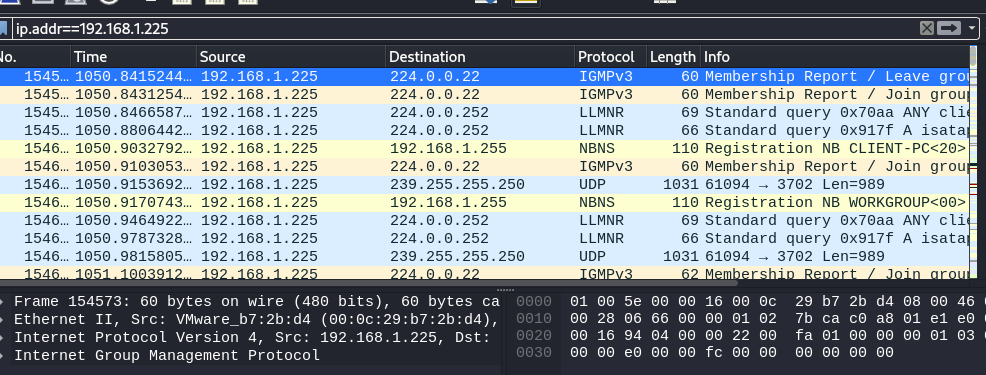 ip.addr==192.168.1.225
No. Time Source Destination Protocol Length Info
1545… 1050.8415244… 192.168.1.225 224.0.0.22 IGMPv3 60 Membership Report / Leave grou
1545… 1050.8431254… 192.168.1.225 224.0.0.22 IGMPv3 60 Membership Report / Join group
1545… 1050.8466587… 192.168.1.225 224.0.0.252 LLMNR 69 Standard query 0x70aa ANY clie
1545… 1050.8806442… 192.168.1.225 224.0.0.252 LLMNR 66 Standard query 0x917f A isatap
1546… 1050.9032792… 192.168.1.225 192.168.1.255 NBNS 110 Registration NB CLIENT-PC<20>
1546… 1050.9103053… 192.168.1.225 224.0.0.22 IGMPv3 60 Membership Report / Join group
1546… 1050.9153692… 192.168.1.225 239.255.255.250 UDP 1031 61094 → 3702 Len=989
1546… 1050.9170743… 192.168.1.225 192.168.1.255 NBNS 110 Registration NB WORKGROUP<00>
1546… 1050.9464922… 192.168.1.225 224.0.0.252 LLMNR 69 Standard query 0x70aa ANY clie
1546… 1050.9787328… 192.168.1.225 224.0.0.252 LLMNR 66 Standard query 0x917f A isatap
1546… 1050.9815805… 192.168.1.225 239.255.255.250 UDP 1031 61094 → 3702 Len=989
1546… 1051.1003912… 192.168.1.225 224.0.0.22 IGMPv3 62 Membership Report / Join group
Frame 154573: 60 bytes on wire (480 bits), 60 bytes ca
Ethernet II, Src: VMware_b7:2b:d4 (00:0c:29:b7:2b:d4),
Internet Protocol Version 4, Src: 192.168.1.225, Dst:
Internet Group Management Protocol
0000 01 00 5e 00 00 16 00 0c 29 b7 2b d4 08 00 46 0
0010 00 28 06 66 00 00 01 02 7b ca c0 a8 01 e1 e0 0
0020 00 16 94 04 00 00 22 00 fa 01 00 00 00 01 03 0
0030 00 00 e0 00 00 fc 00 00 00 00 00 00